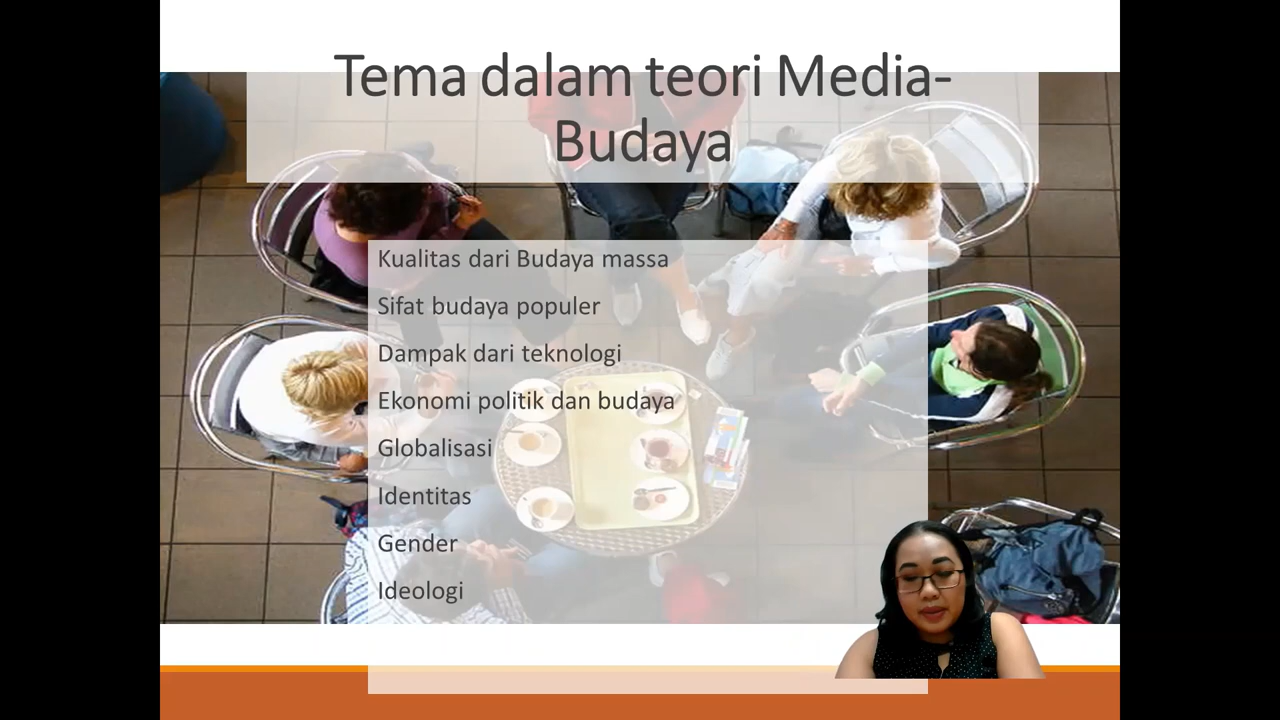 Tema dalam teori Media-
Budaya
Kualitas dari Budaya massa
Sifat budaya populer
Dampak dari teknologi
Ekonomi politik dan budaya
Globalisasi
Identitas
Gender
Ideologi